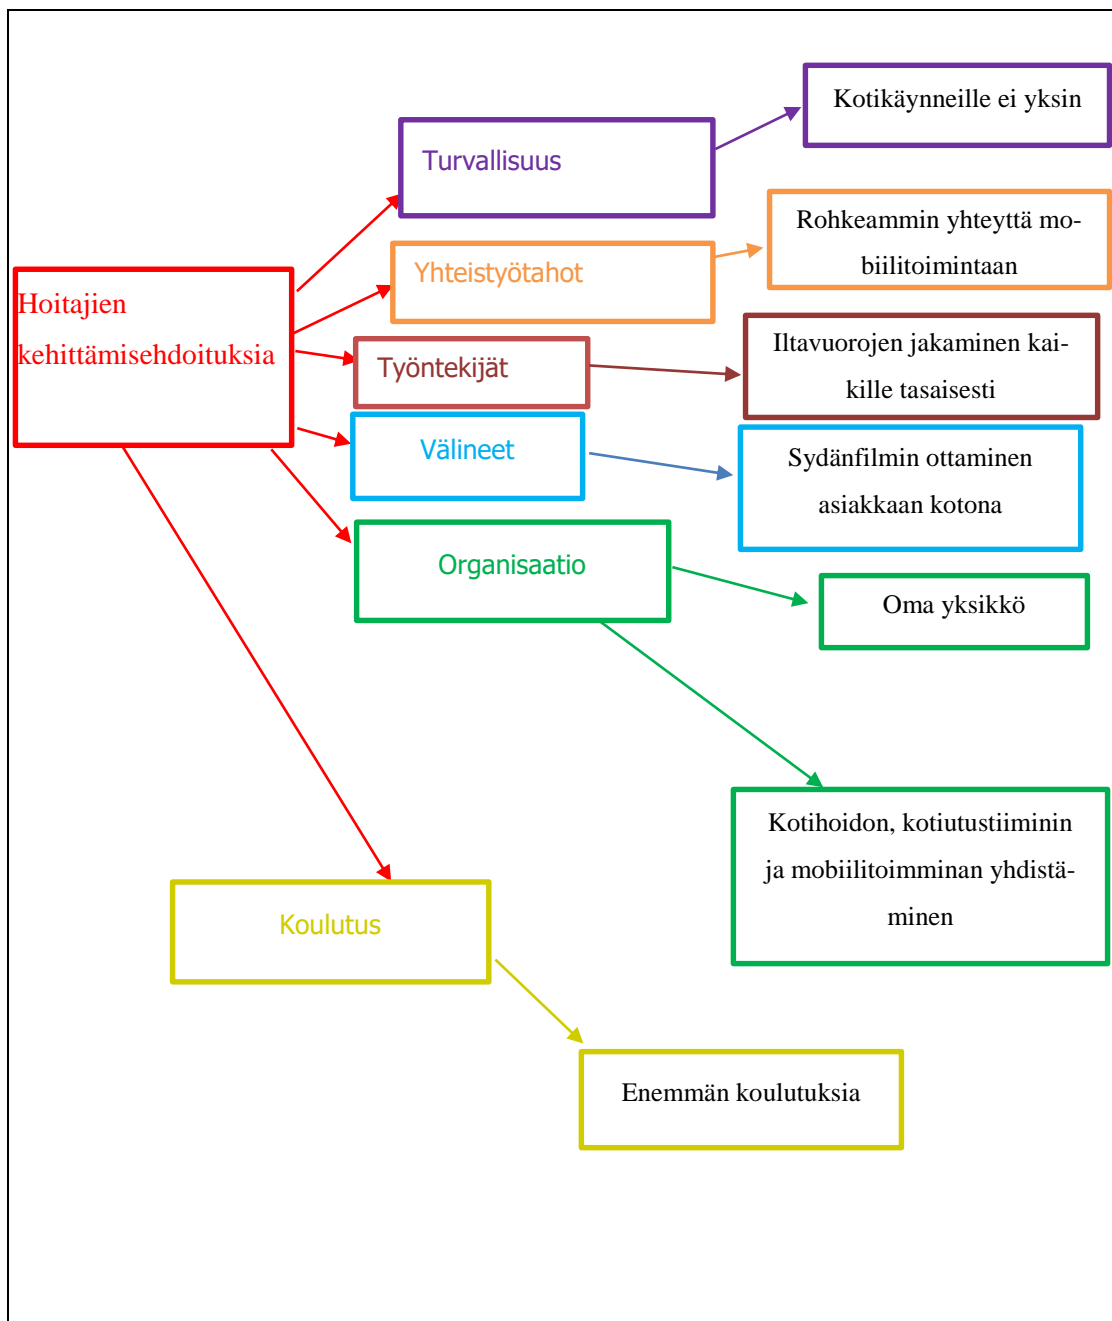 Kotikäynneille ei yksin
Turvallisuus
Rohkeammin yhteyttä mo-
biilitoimintaan
Yhteistyötahot
Hoitajien
kehittämisehdoituksia
Iltavuorojen jakaminen kai-
kille tasaisesti
Työntekijät
Välineet
Sydänfilmin ottaminen
asiakkaan kotona
Organisaatio
Oma yksikkö
Kotihoidon, kotiutustiiminin
ja mobiilitoimminan yhdistä-
minen
Koulutus
Enemmän koulutuksia